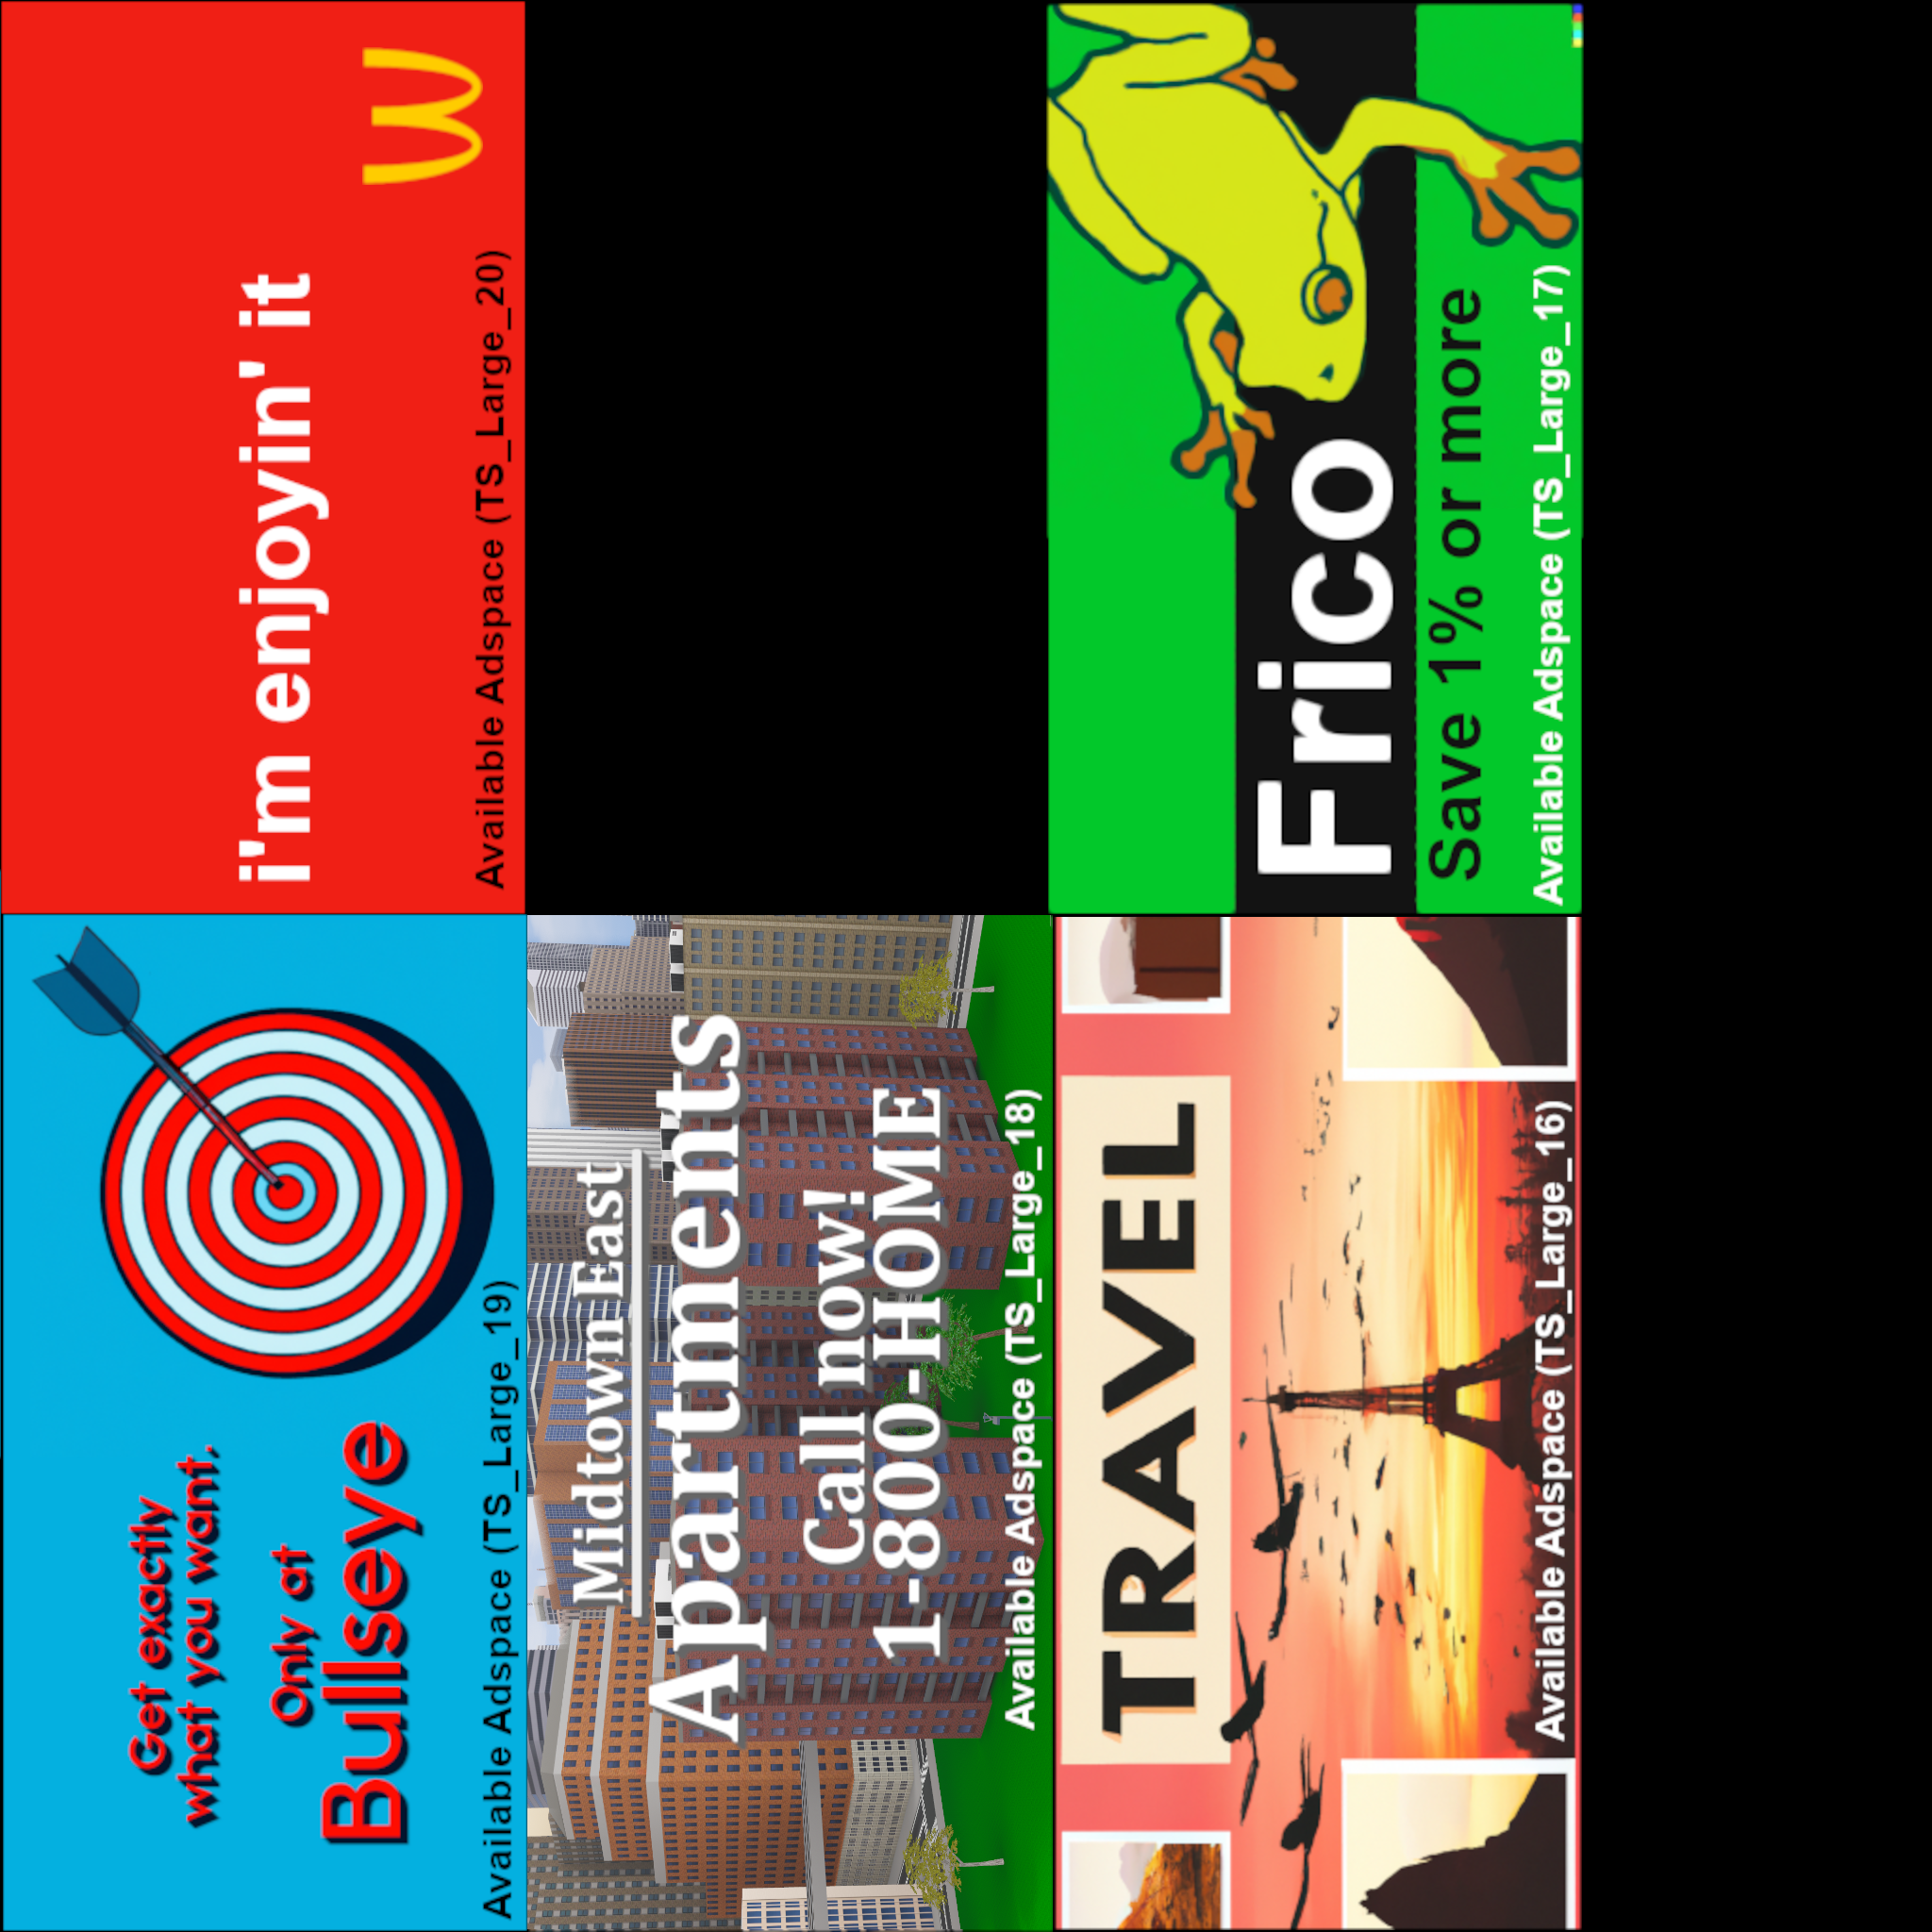 i'm enjoyin' it
Available Adspace (TS_Large_20)
Frico
Save 1% or more
Available Adspace (TS_Large_17)
Get exactly
what you want.
Only at
Bullseye
Available Adspace (TS_Large_19)
Midtown East
Apartments
Call now!
1-800-HOME
Available Adspace (TS_Large_18)
TRAVEL
Available Adspace (TS_Large_16)